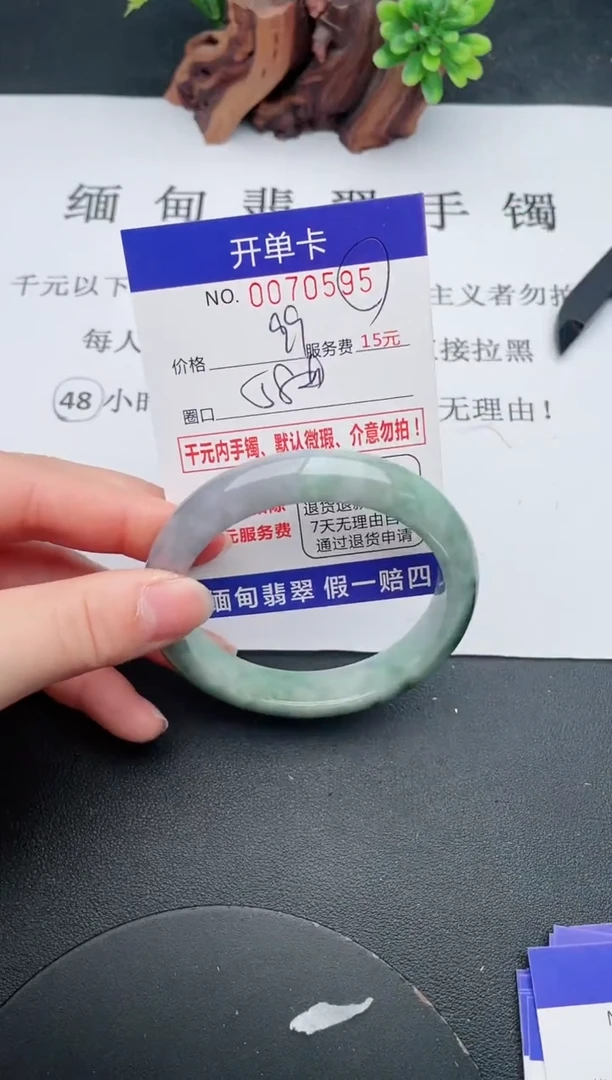 缅甸翡翠手镯
千元以下
主义者勿拍
每人
接拉黑
48小时
无理由!
开单卡
NO. 0070595
价格 89 服务费 15元
圈口 58
千元内手镯、默认微瑕、介意勿拍!
元服务费
7天无理由
通过退货申请
缅甸翡翠 假一赔四